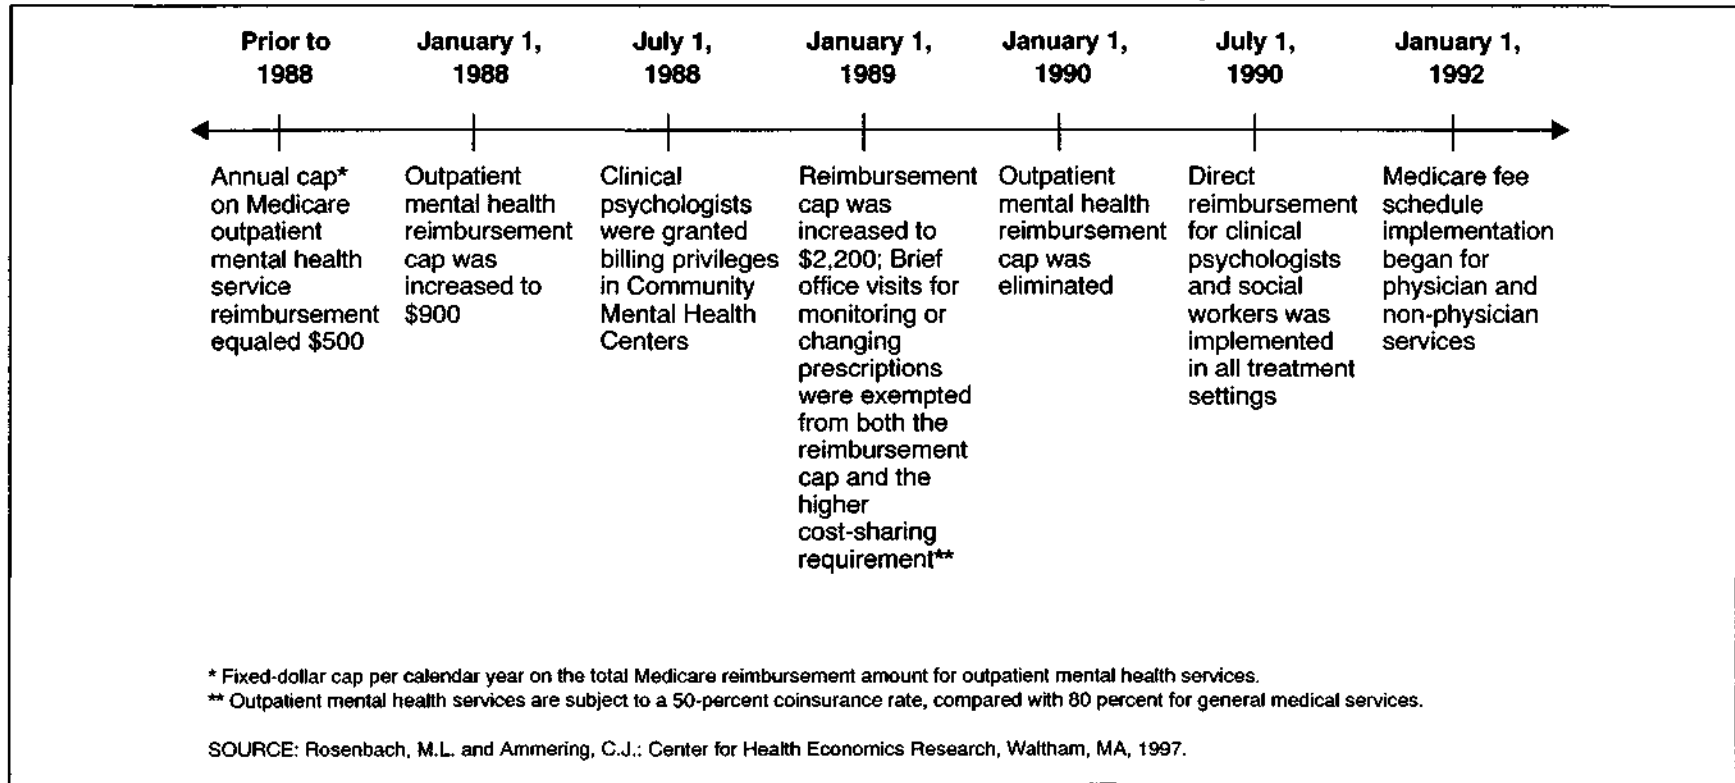 Prior to
1988
January 1,
1988
July 1,
1988
January 1,
1989
January 1,
1990
July 1,
1990
January 1,
1992
Annual cap*
on Medicare
outpatient
mental health
service
reimbursement
equaled $500
Outpatient
mental health
reimbursement
cap was
increased to
$900
Clinical
psychologists
were granted
billing privileges
in Community
Mental Health
Centers
Reimbursement
cap was
increased to
$2,200; Brief
office visits for
monitoring or
changing
prescriptions
were exempted
from both the
reimbursement
cap and the
higher
cost-sharing
requirement**
Outpatient
mental health
reimbursement
cap was
eliminated
Direct
reimbursement
for clinical
psychologists
and social
workers was
implemented
in all treatment
settings
Medicare fee
schedule
implementation
began for
physician and
non-physician
services
* Fixed-dollar cap per calendar year on the total Medicare reimbursement amount for outpatient mental health services.
** Outpatient mental health services are subject to a 50-percent coinsurance rate, compared with 80 percent for general medical services.
SOURCE: Rosenbach, M.L. and Ammering, C.J.: Center for Health Economics Research, Waltham, MA, 1997.